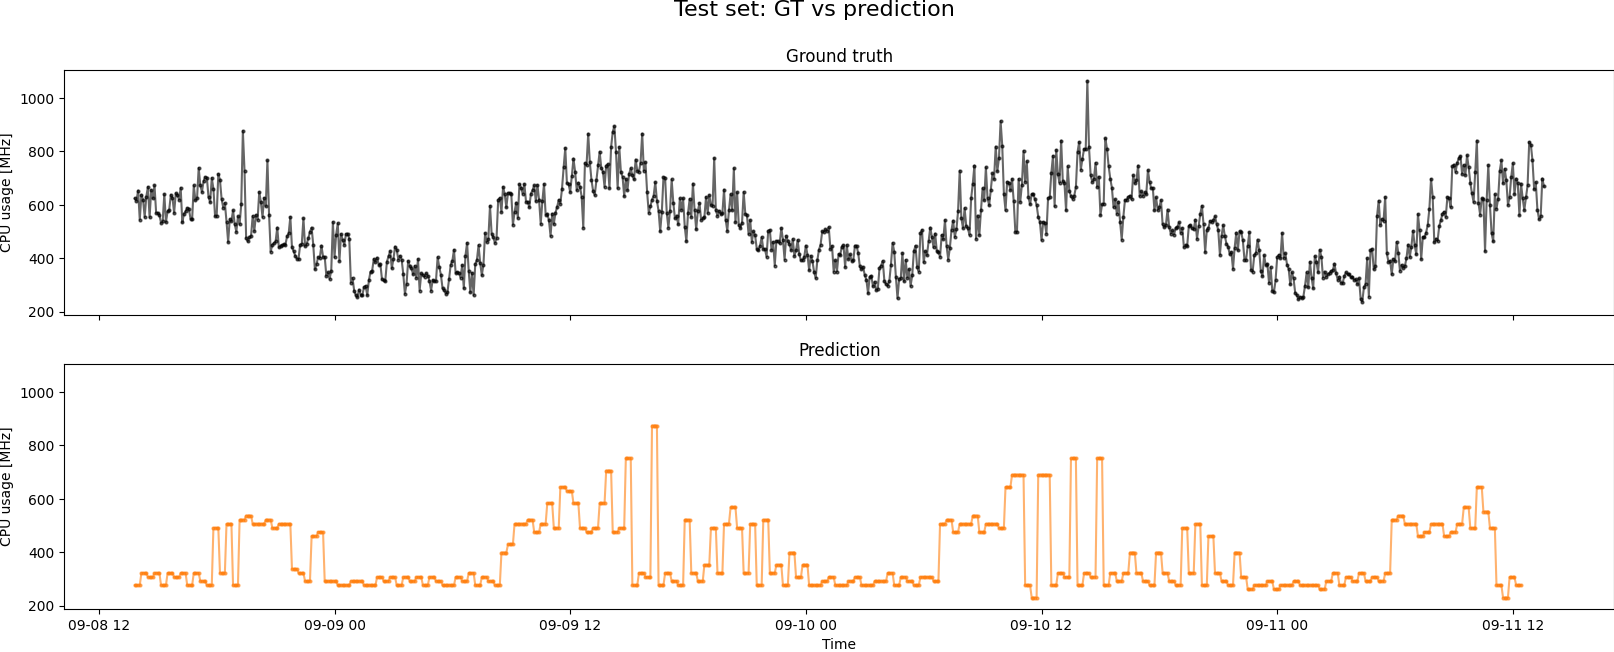 Test set: GT vs prediction
Ground truth
CPU usage [MHz]
1000
800
600
400
200
Prediction
CPU usage [MHz]
1000
800
600
400
200
09-08 12
09-09 00
09-09 12
09-10 00
09-10 12
09-11 00
09-11 12
Time